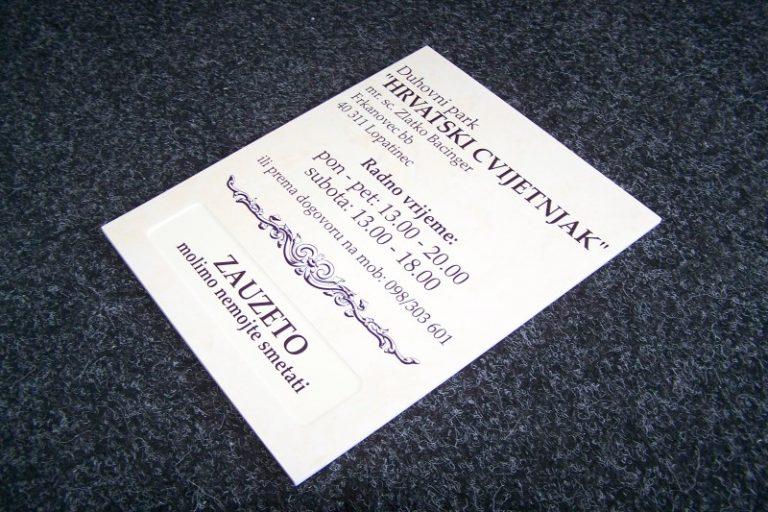 Duhovni park
"HRVATSKI CVIJETNJAK"
mr. sc. Zlatko Bacinger
Frkanovec bb
40 311 Lopatinec
Radno vrijeme:
pon - pet: 13.00 - 20.00
subota: 13.00 - 18.00
ili prema dogovoru na mob: 098/303 601
ZAUZETO
molimo nemojte smetati